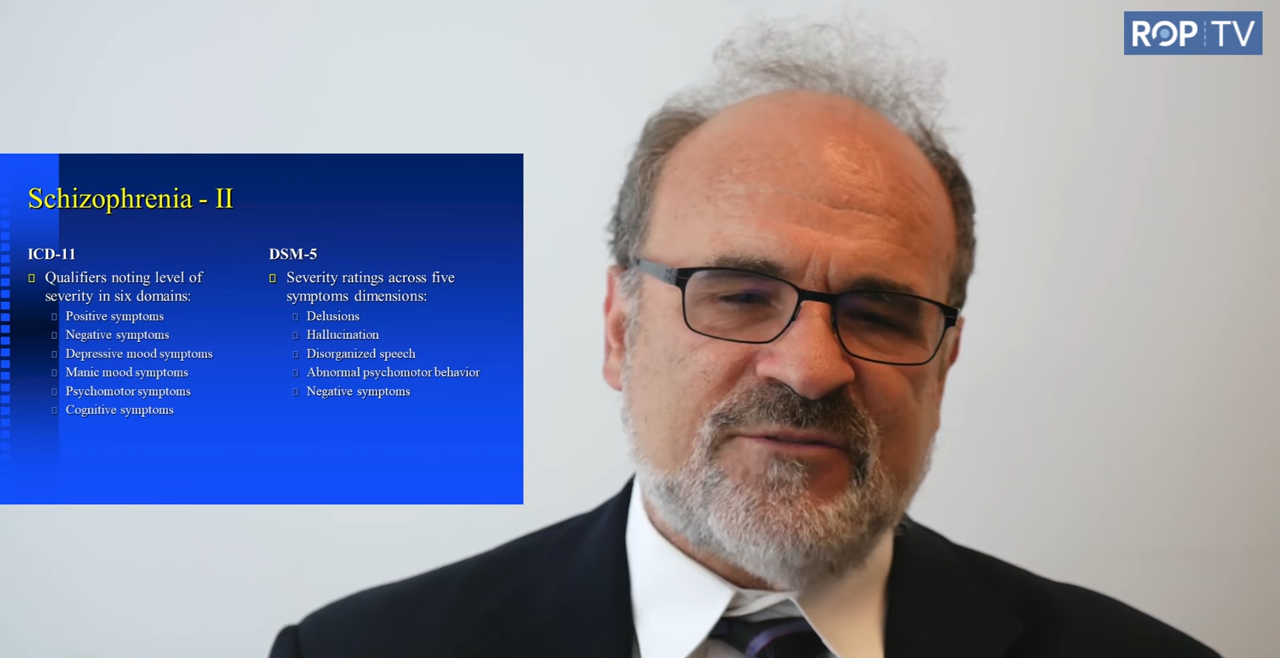 ROP TV
Schizophrenia - II
ICD-11
Qualifiers noting level of
severity in six domains:
Positive symptoms
Negative symptoms
Depressive mood symptoms
Manic mood symptoms
Psychomotor symptoms
Cognitive symptoms
DSM-5
Severity ratings across five
symptoms dimensions:
Delusions
Hallucination
Disorganized speech
Abnormal psychomotor behavior
Negative symptoms